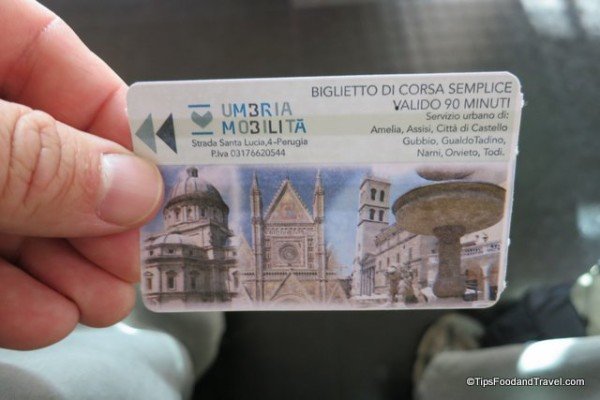 UMBRIA
MOBILITÀ
Strada Santa Lucia,4-Perugia
P.Iva 03176620544
BIGLIETTO DI CORSA SEMPLICE
VALIDO 90 MINUTI
Servizio urbano di:
Amelia, Assisi, Città di Castello
Gubbio, GualdoTadino,
Narni, Orvieto, Todi.
©TipsFoodandTravel.com